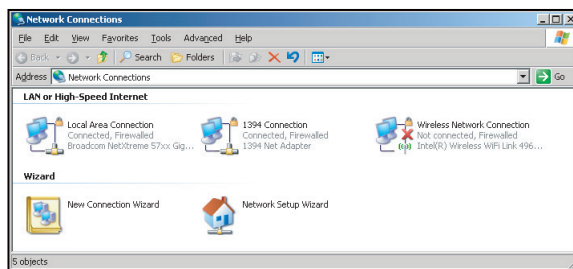 Network Connections
File Edit View Favorites Tools Advanced Help
Back Search Folders
Address Network Connections Go
LAN or High-Speed Internet
Local Area Connection
Connected, Firewalled
Broadcom NetXtreme 57xx Gig...
1394 Connection
Connected, Firewalled
1394 Net Adapter
Wireless Network Connection
Not connected, Firewalled
Intel(R) Wireless WiFi Link 496...
Wizard
New Connection Wizard
Network Setup Wizard
5 objects